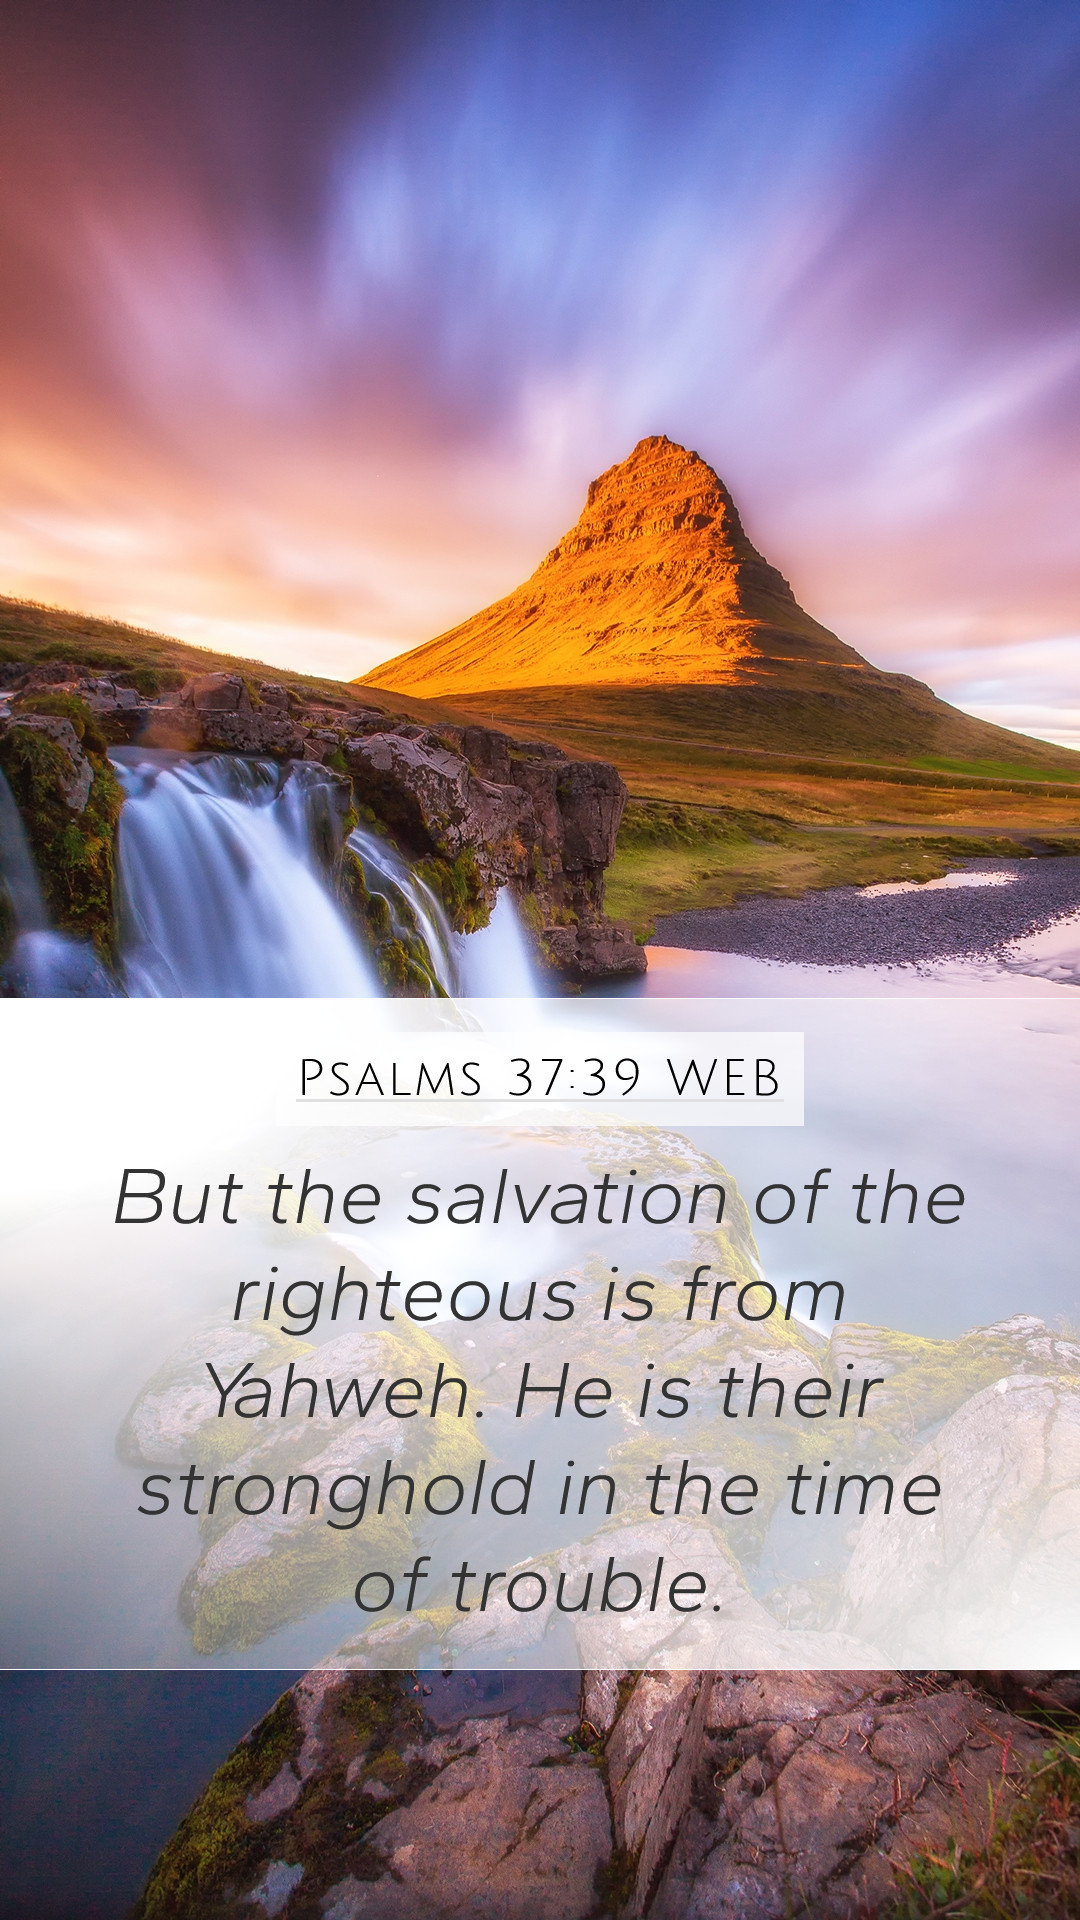 Psalms 37:39 WEB
But the salvation of the
righteous is from
Yahweh. He is their
stronghold in the time
of trouble.